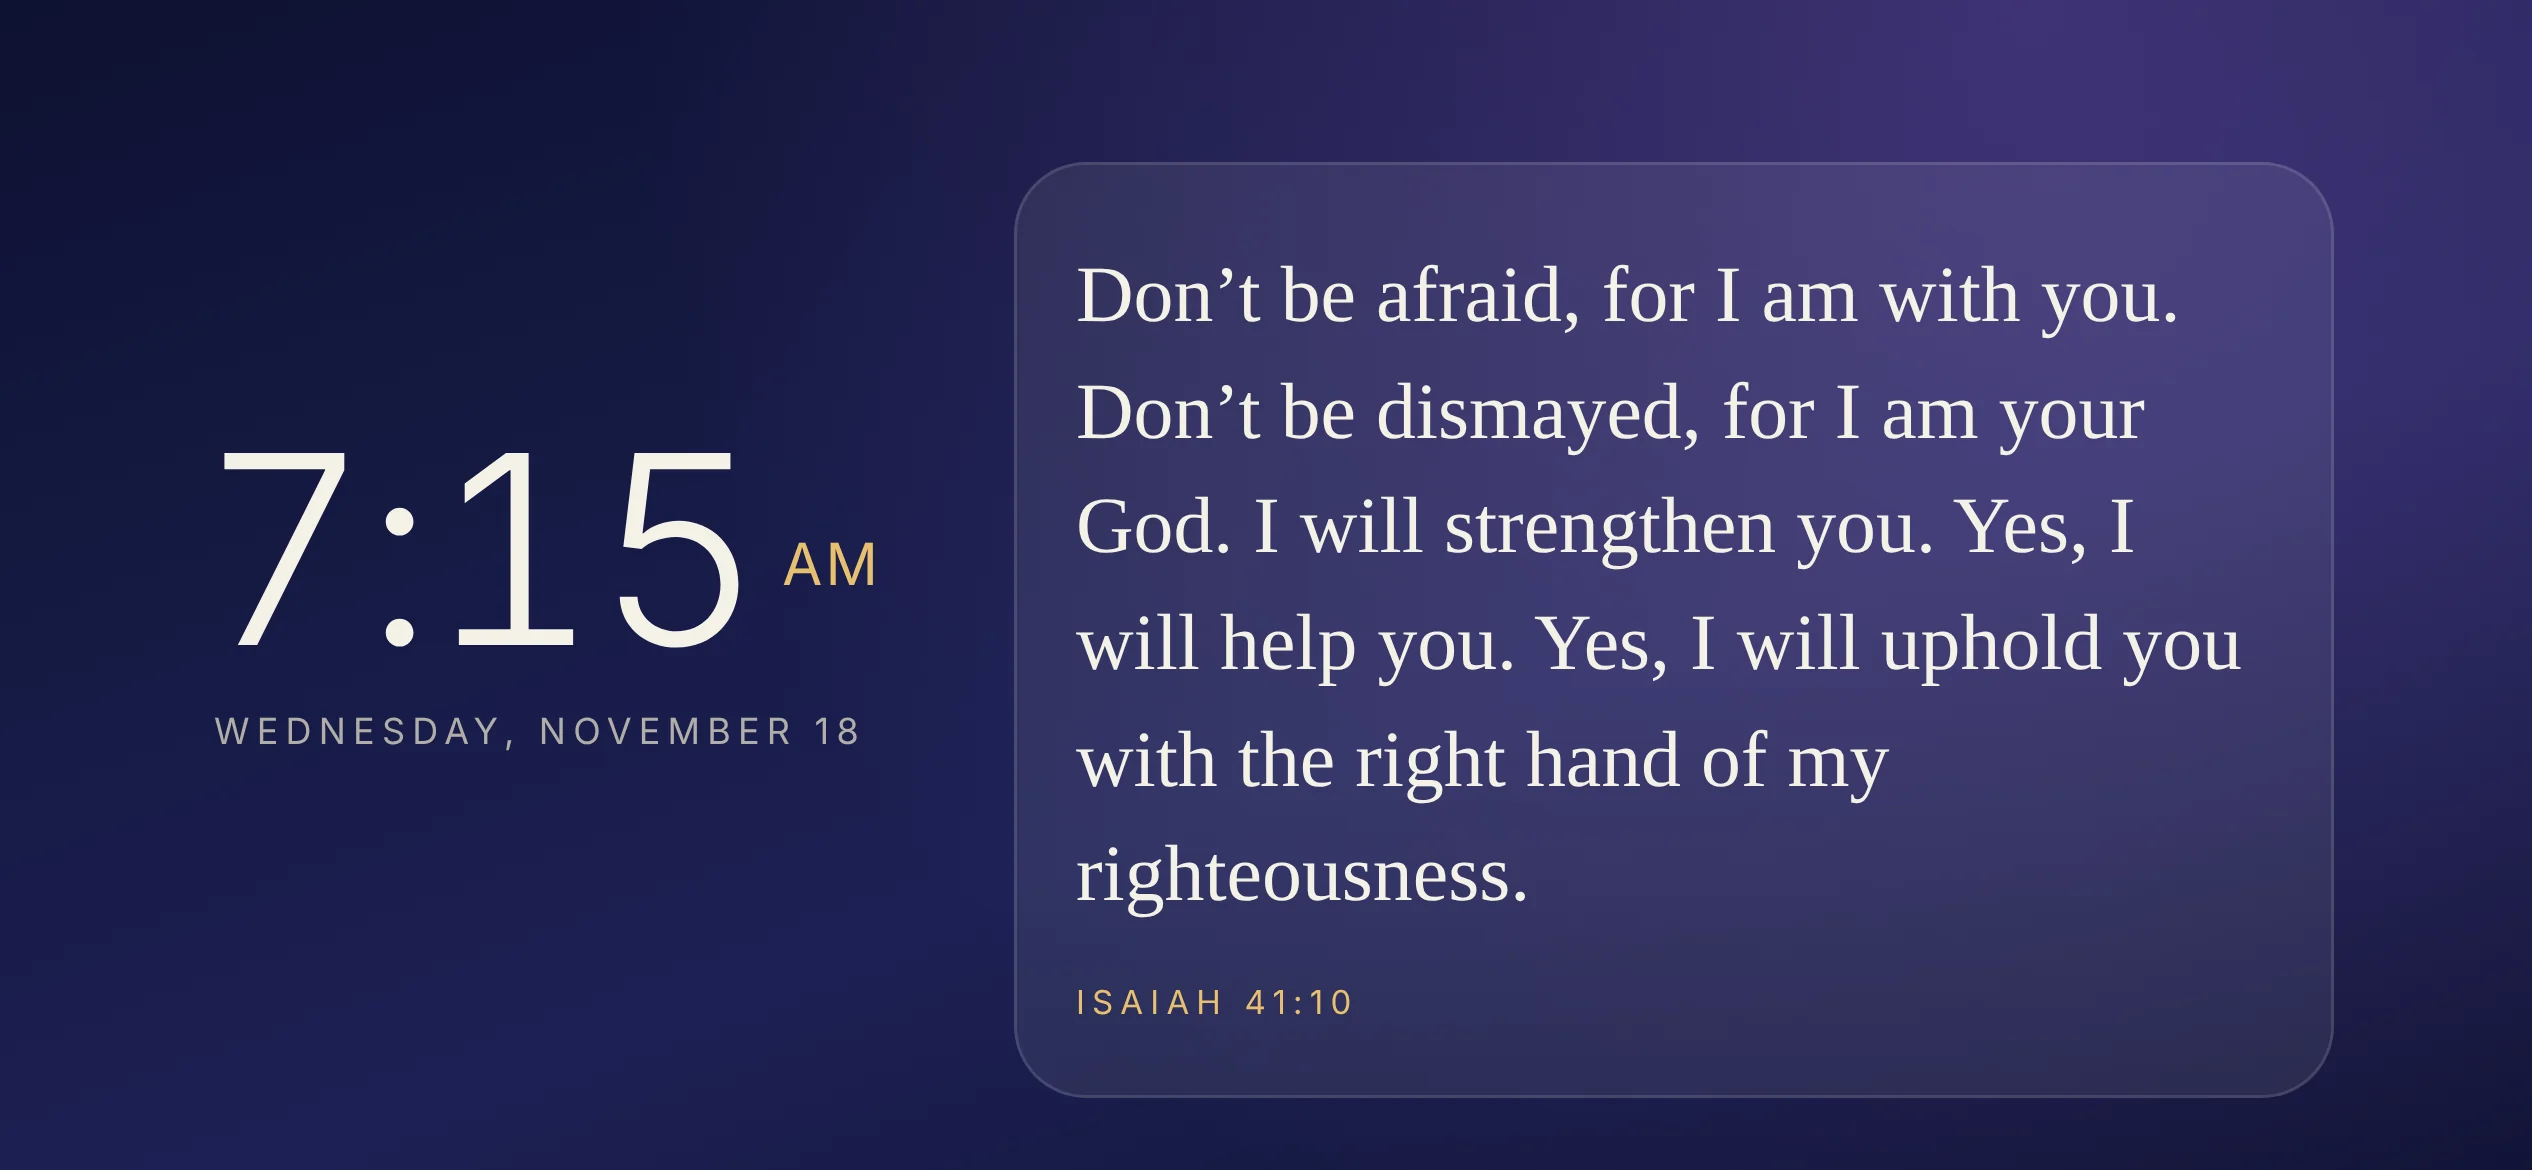 7:15 AM
WEDNESDAY, NOVEMBER 18
Don’t be afraid, for I am with you.
Don’t be dismayed, for I am your
God. I will strengthen you. Yes, I
will help you. Yes, I will uphold you
with the right hand of my
righteousness.
ISAIAH 41:10